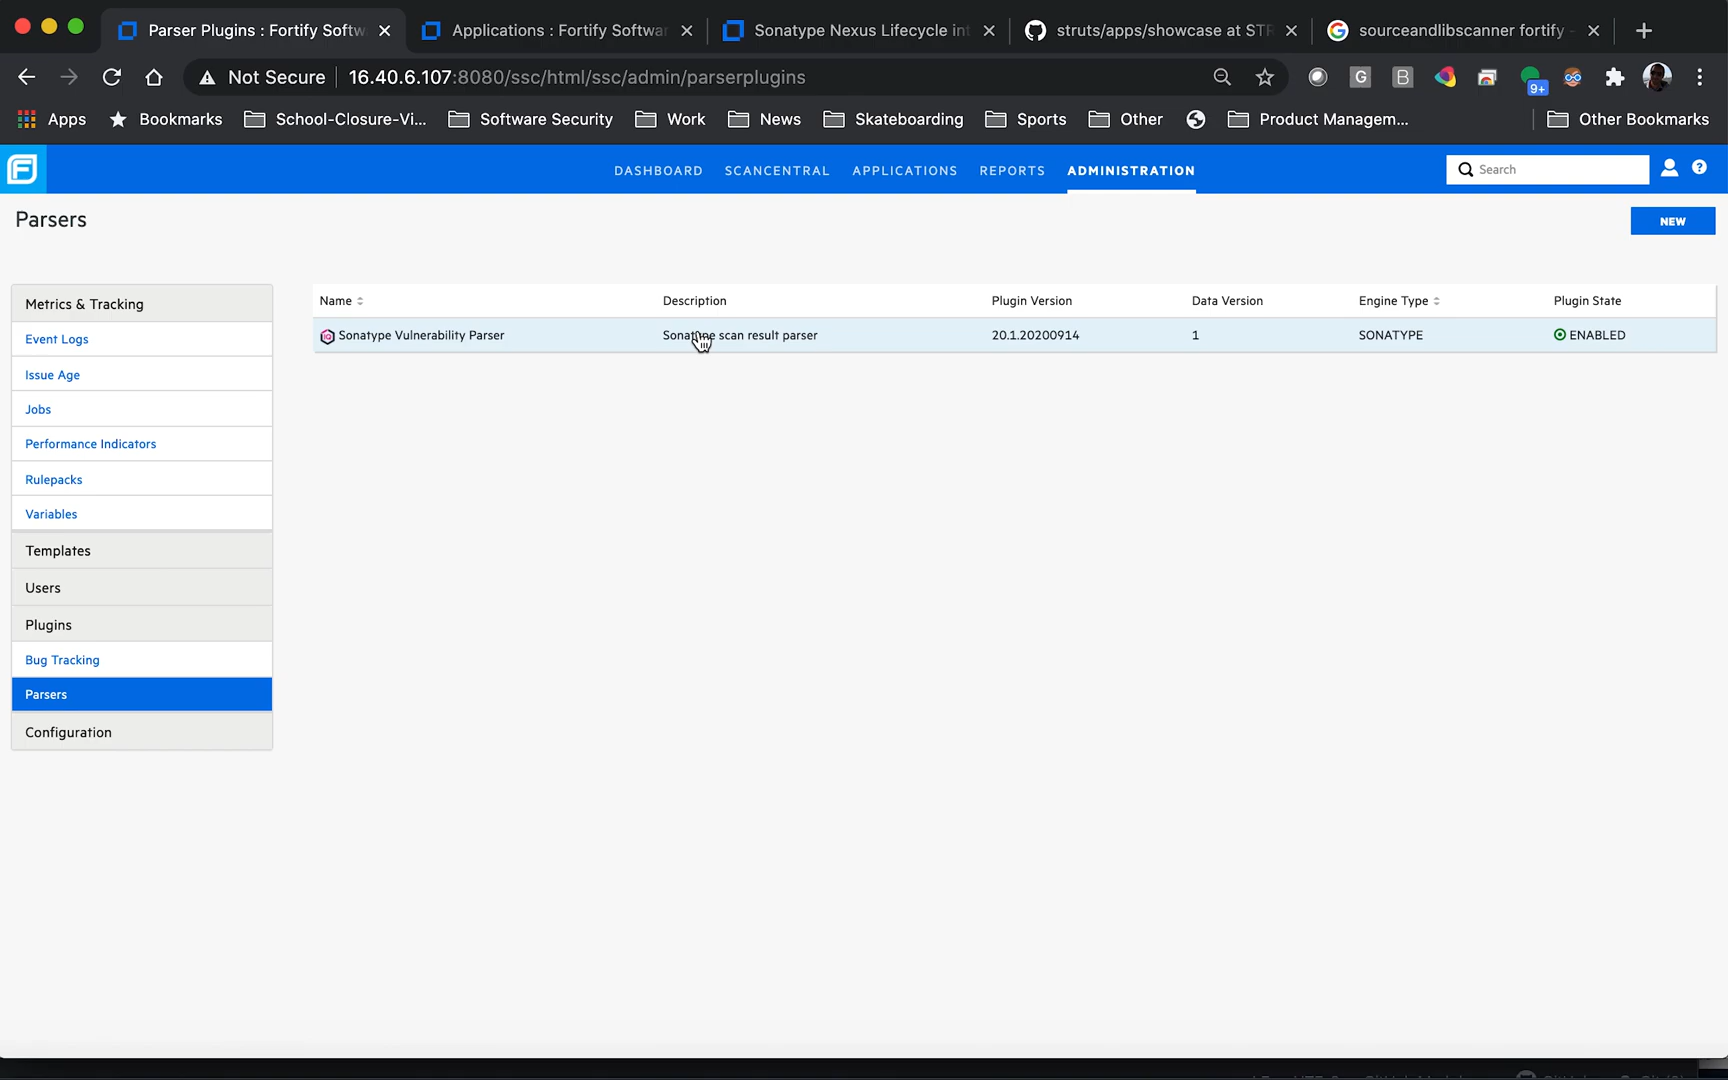 Parser Plugins : Fortify Softw
Applications : Fortify Softwar
Sonatype Nexus Lifecycle int
struts/apps/showcase at STR
sourceandlibscanner fortify -
Not Secure
16.40.6.107:8080/ssc/html/ssc/admin/parserplugins
G
B
9+
Apps
Bookmarks
School-Closure-Vi...
Software Security
Work
News
Skateboarding
Sports
Other
Product Managem...
Other Bookmarks
F
DASHBOARD
SCANCENTRAL
APPLICATIONS
REPORTS
ADMINISTRATION
Search
?
Parsers
NEW
Metrics & Tracking
Event Logs
Issue Age
Jobs
Performance Indicators
Rulepacks
Variables
Templates
Users
Plugins
Bug Tracking
Parsers
Configuration
Name
Description
Plugin Version
Data Version
Engine Type
Plugin State
IQ Sonatype Vulnerability Parser
Sonatype scan result parser
20.1.20200914
1
SONATYPE
ENABLED